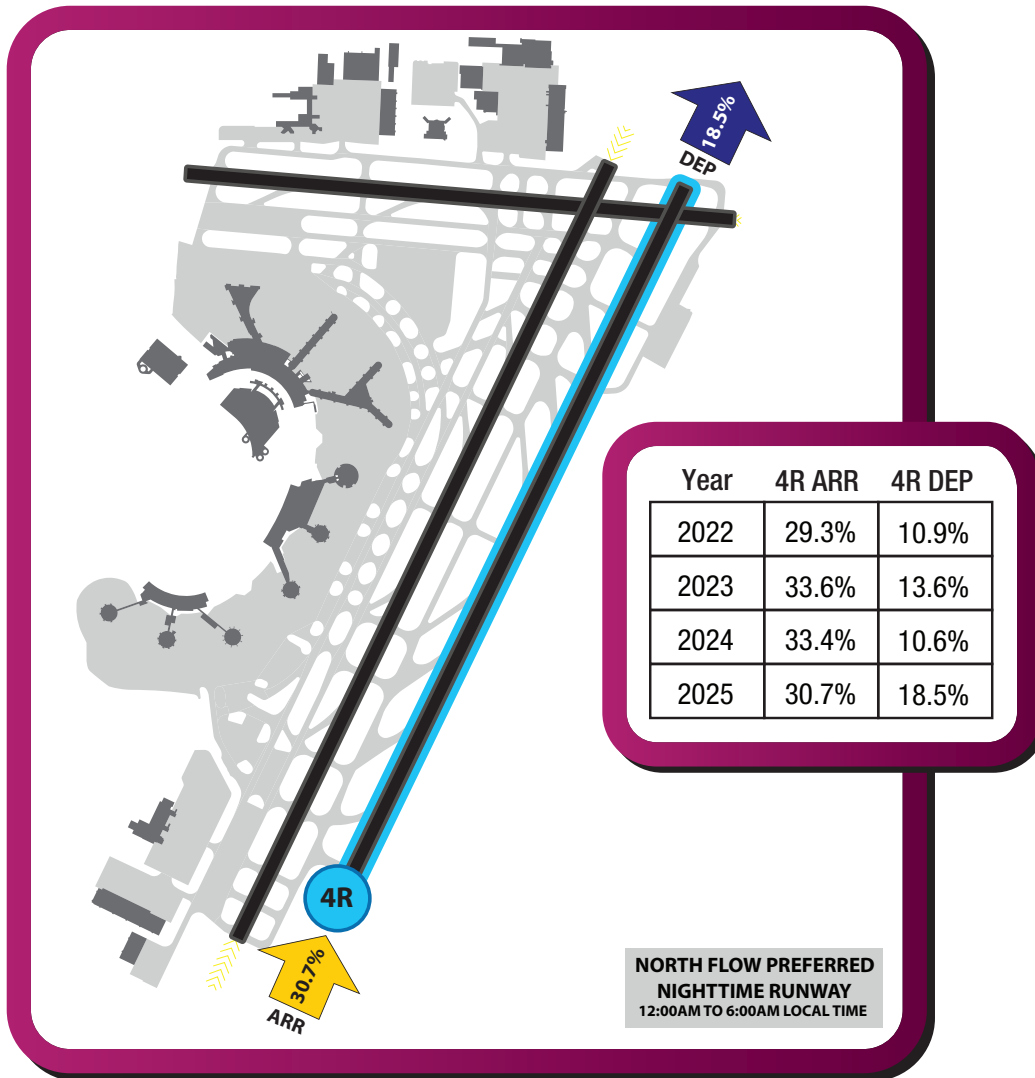 18.5%
DEP
Year 4R ARR 4R DEP
2022 29.3% 10.9%
2023 33.6% 13.6%
2024 33.4% 10.6%
2025 30.7% 18.5%
4R
30.7%
ARR
NORTH FLOW PREFERRED
NIGHTTIME RUNWAY
12:00AM TO 6:00AM LOCAL TIME